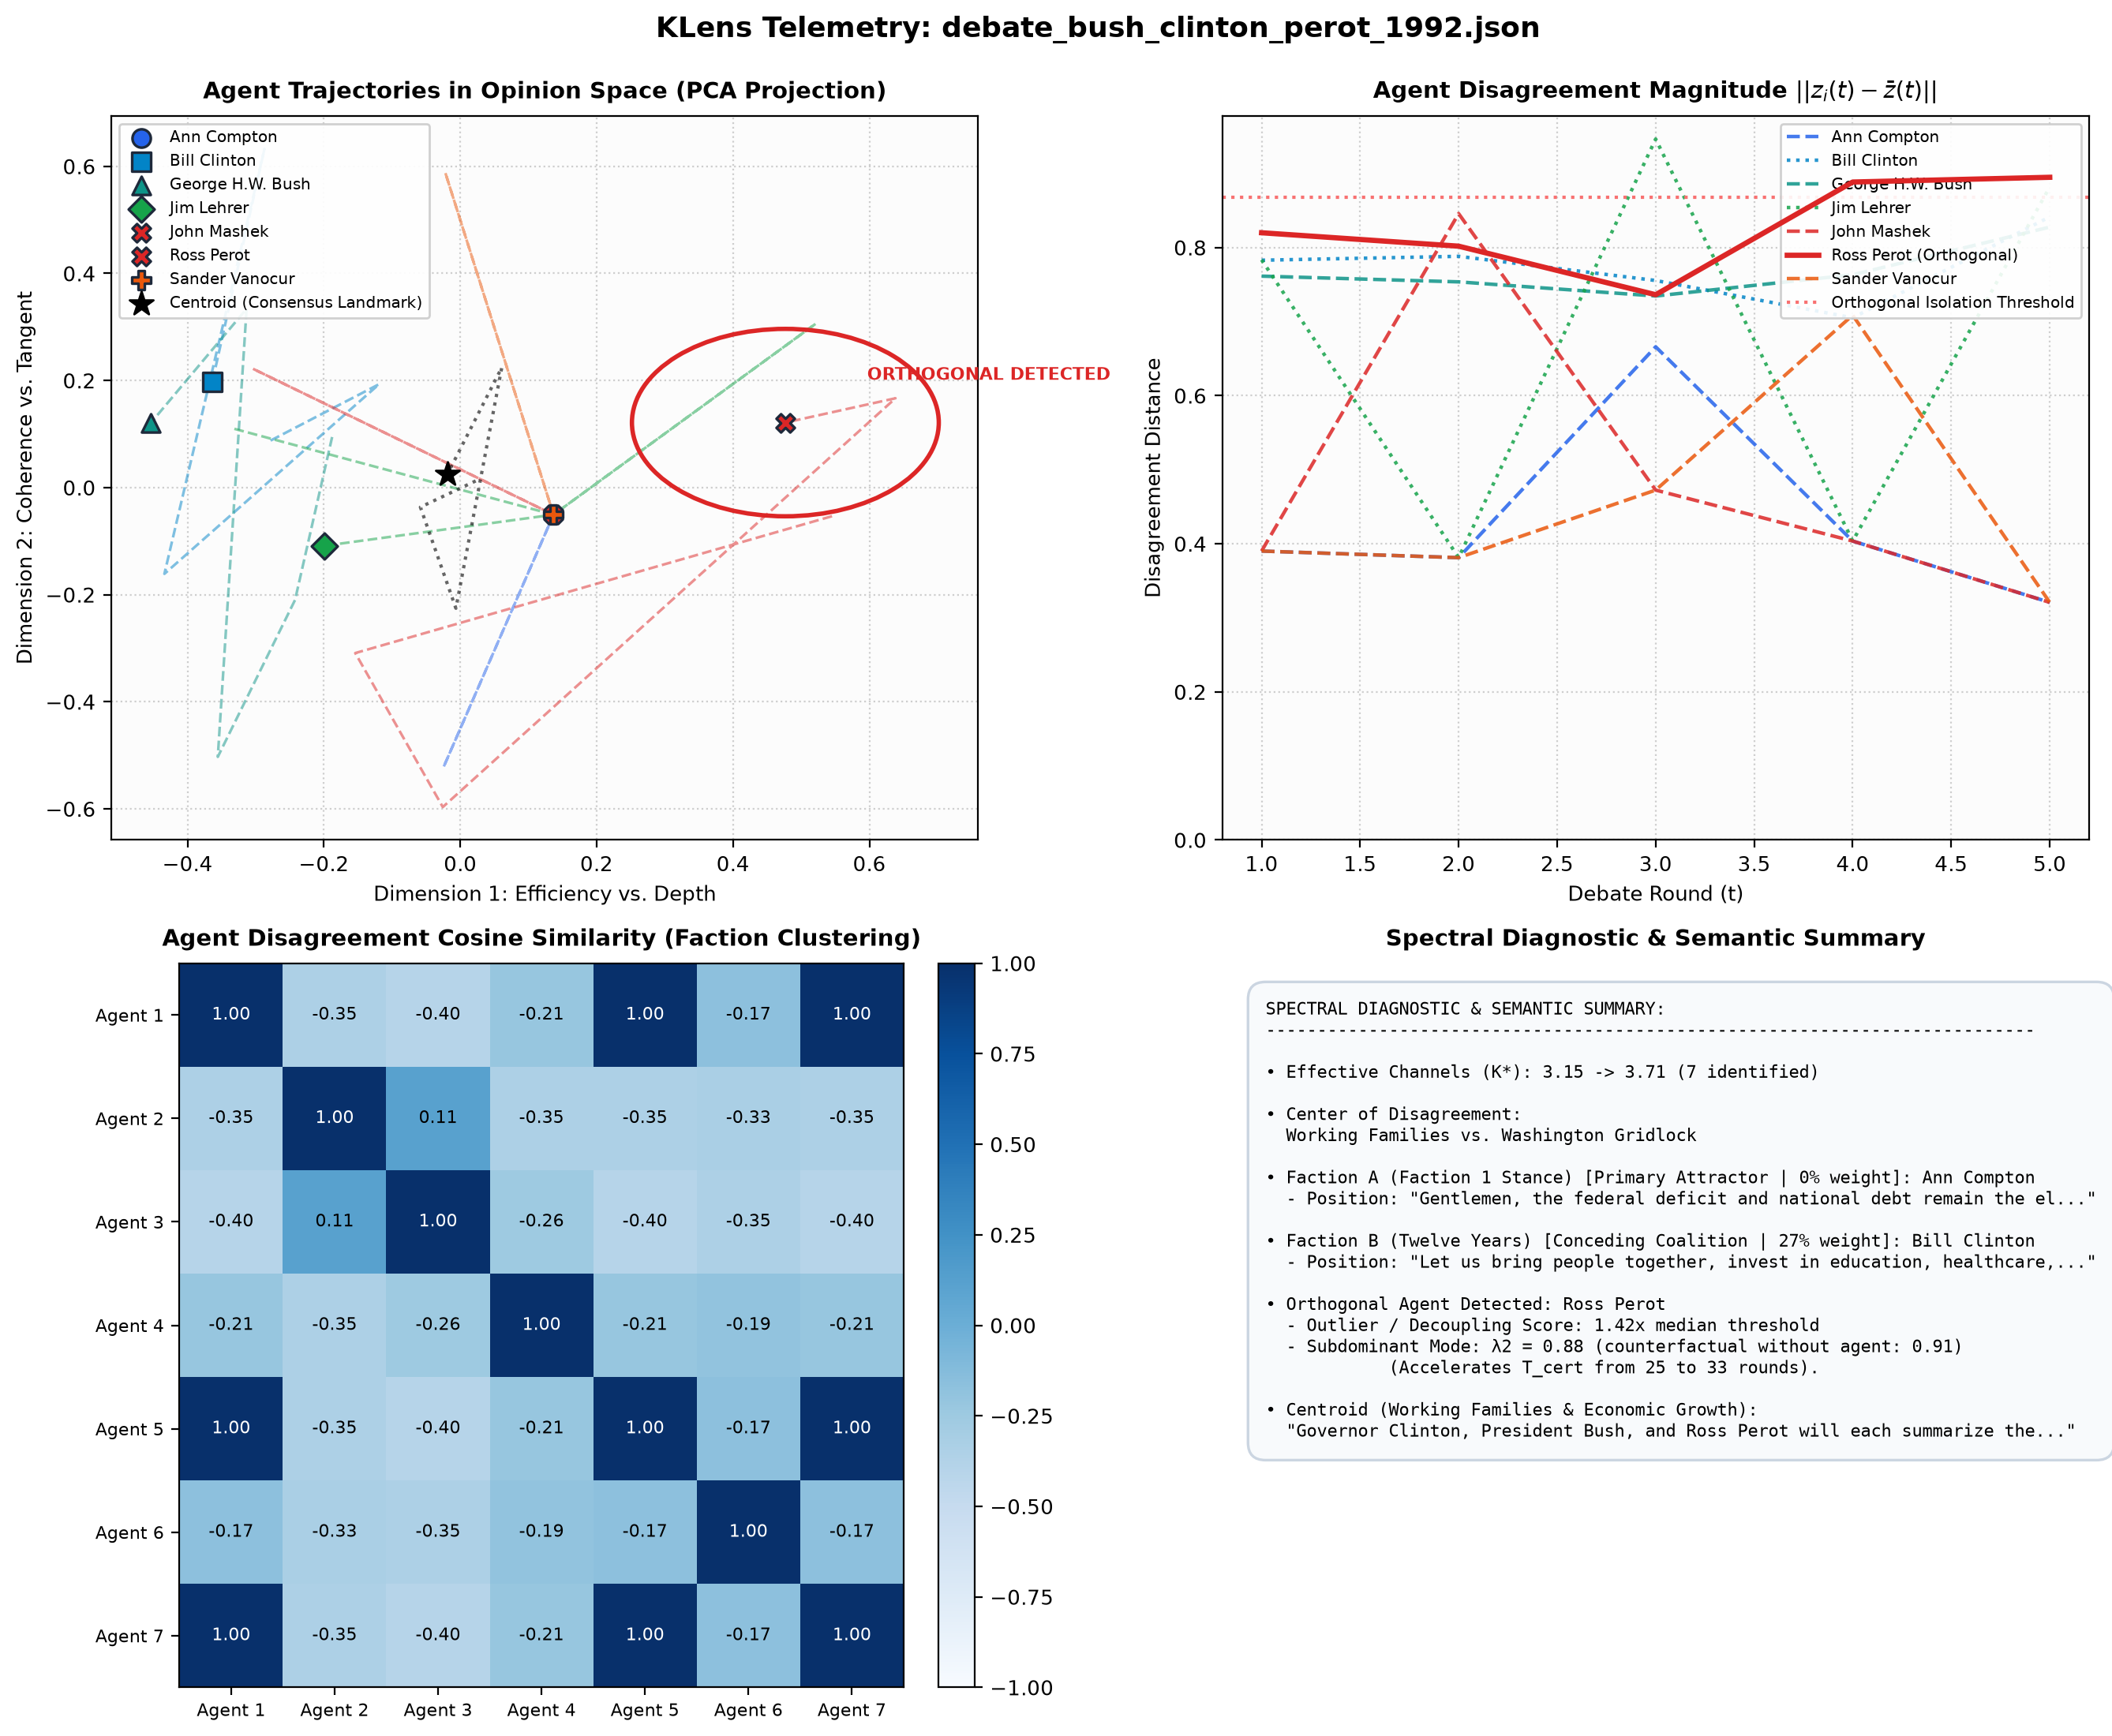 KLens Telemetry: debate_bush_clinton_perot_1992.json
Agent Trajectories in Opinion Space (PCA Projection)
Ann Compton
Bill Clinton
George H.W. Bush
Jim Lehrer
John Mashek
Ross Perot
Sander Vanocur
Centroid (Consensus Landmark)
ORTHOGONAL DETECTED
0.6
0.4
0.2
0.0
−0.2
−0.4
−0.6
Dimension 2: Coherence vs. Tangent
−0.4 −0.2 0.0 0.2 0.4 0.6
Dimension 1: Efficiency vs. Depth
Agent Disagreement Magnitude ||z_i(t) − z̄(t)||
Ann Compton
Bill Clinton
George H.W. Bush
Jim Lehrer
John Mashek
Ross Perot (Orthogonal)
Sander Vanocur
Orthogonal Isolation Threshold
0.8
0.6
0.4
0.2
0.0
Disagreement Distance
1.0 1.5 2.0 2.5 3.0 3.5 4.0 4.5 5.0
Debate Round (t)
Agent Disagreement Cosine Similarity (Faction Clustering)
Agent 1 1.00 -0.35 -0.40 -0.21 1.00 -0.17 1.00
Agent 2 -0.35 1.00 0.11 -0.35 -0.35 -0.33 -0.35
Agent 3 -0.40 0.11 1.00 -0.26 -0.40 -0.35 -0.40
Agent 4 -0.21 -0.35 -0.26 1.00 -0.21 -0.19 -0.21
Agent 5 1.00 -0.35 -0.40 -0.21 1.00 -0.17 1.00
Agent 6 -0.17 -0.33 -0.35 -0.19 -0.17 1.00 -0.17
Agent 7 1.00 -0.35 -0.40 -0.21 1.00 -0.17 1.00
Agent 1 Agent 2 Agent 3 Agent 4 Agent 5 Agent 6 Agent 7
1.00
0.75
0.50
0.25
0.00
−0.25
−0.50
−0.75
−1.00
Spectral Diagnostic & Semantic Summary
SPECTRAL DIAGNOSTIC & SEMANTIC SUMMARY:
---------------------------------------------------------------------------
• Effective Channels (K*): 3.15 -> 3.71 (7 identified)
• Center of Disagreement:
Working Families vs. Washington Gridlock
• Faction A (Faction 1 Stance) [Primary Attractor | 0% weight]: Ann Compton
- Position: "Gentlemen, the federal deficit and national debt remain the el..."
• Faction B (Twelve Years) [Conceding Coalition | 27% weight]: Bill Clinton
- Position: "Let us bring people together, invest in education, healthcare,..."
• Orthogonal Agent Detected: Ross Perot
- Outlier / Decoupling Score: 1.42x median threshold
- Subdominant Mode: λ2 = 0.88 (counterfactual without agent: 0.91)
(Accelerates T_cert from 25 to 33 rounds).
• Centroid (Working Families & Economic Growth):
"Governor Clinton, President Bush, and Ross Perot will each summarize the..."